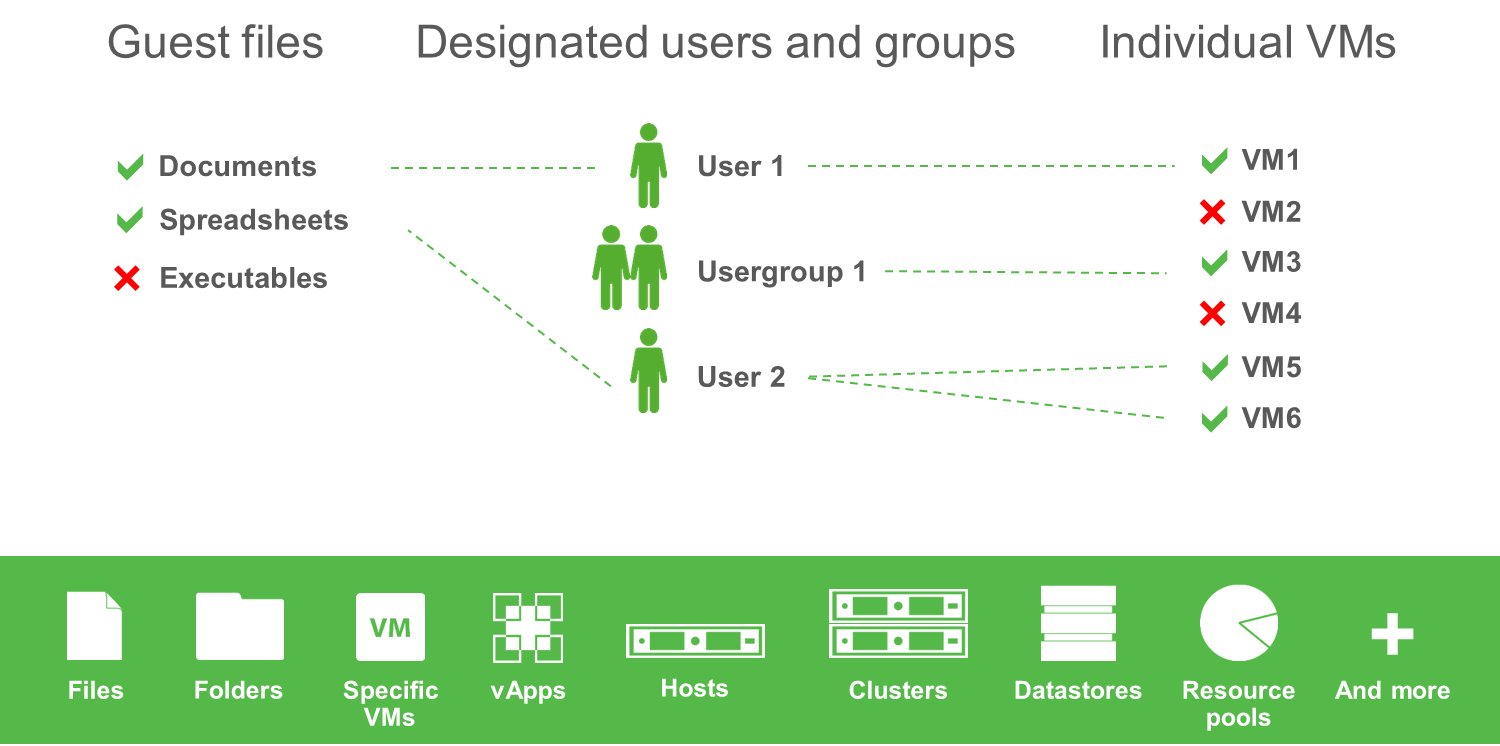 Guest files
Designated users and groups
Individual VMs
Documents
Spreadsheets
Executables
User 1
Usergroup 1
User 2
VM1
VM2
VM3
VM4
VM5
VM6
VM
Files
Folders
Specific
VMs
vApps
Hosts
Clusters
Datastores
Resource
pools
And more